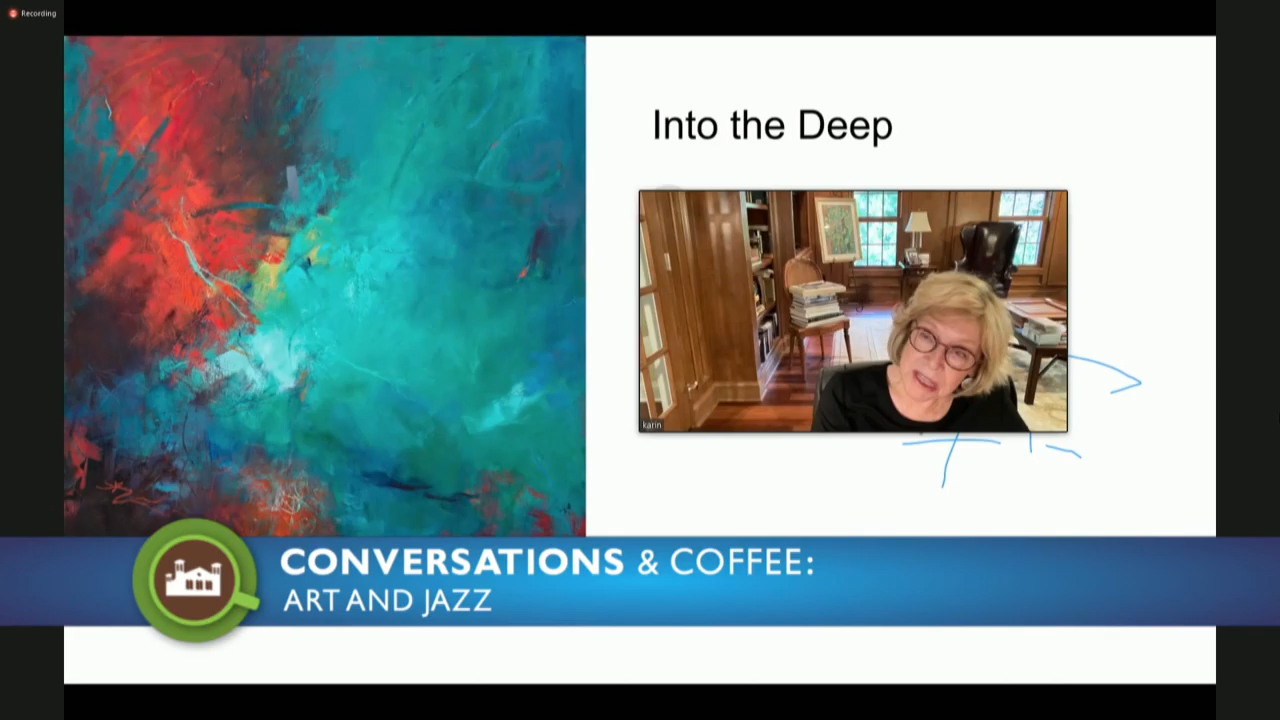 Recording
Into the Deep
karin
CONVERSATIONS & COFFEE:
ART AND JAZZ